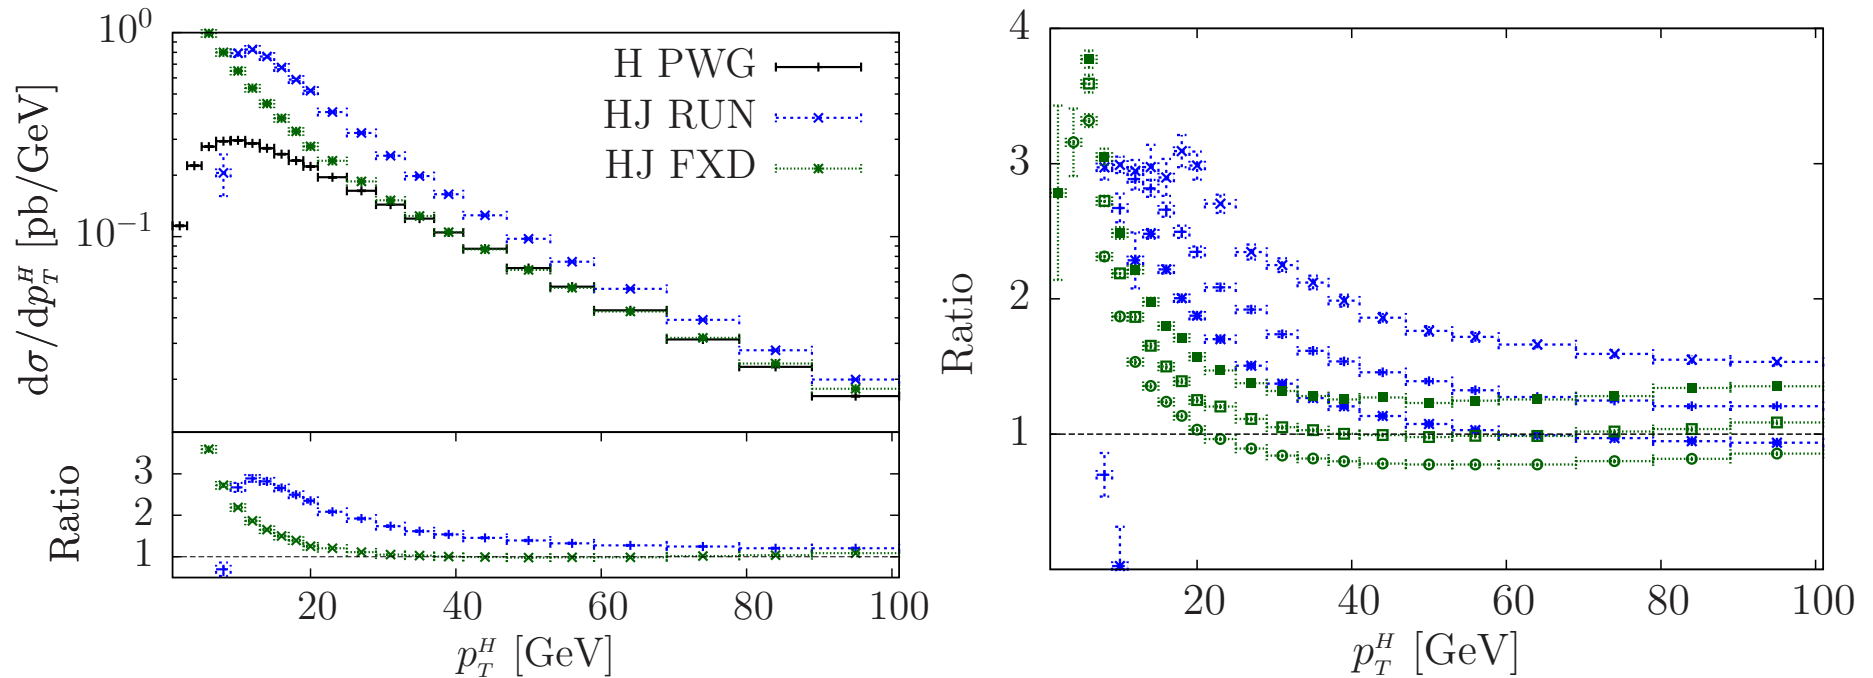 10^0
10^{-1}
dσ/dp_T^H [pb/GeV]
H PWG
HJ RUN
HJ FXD
3
2
1
Ratio
20 40 60 80 100
p_T^H [GeV]
4
3
2
1
Ratio
20 40 60 80 100
p_T^H [GeV]